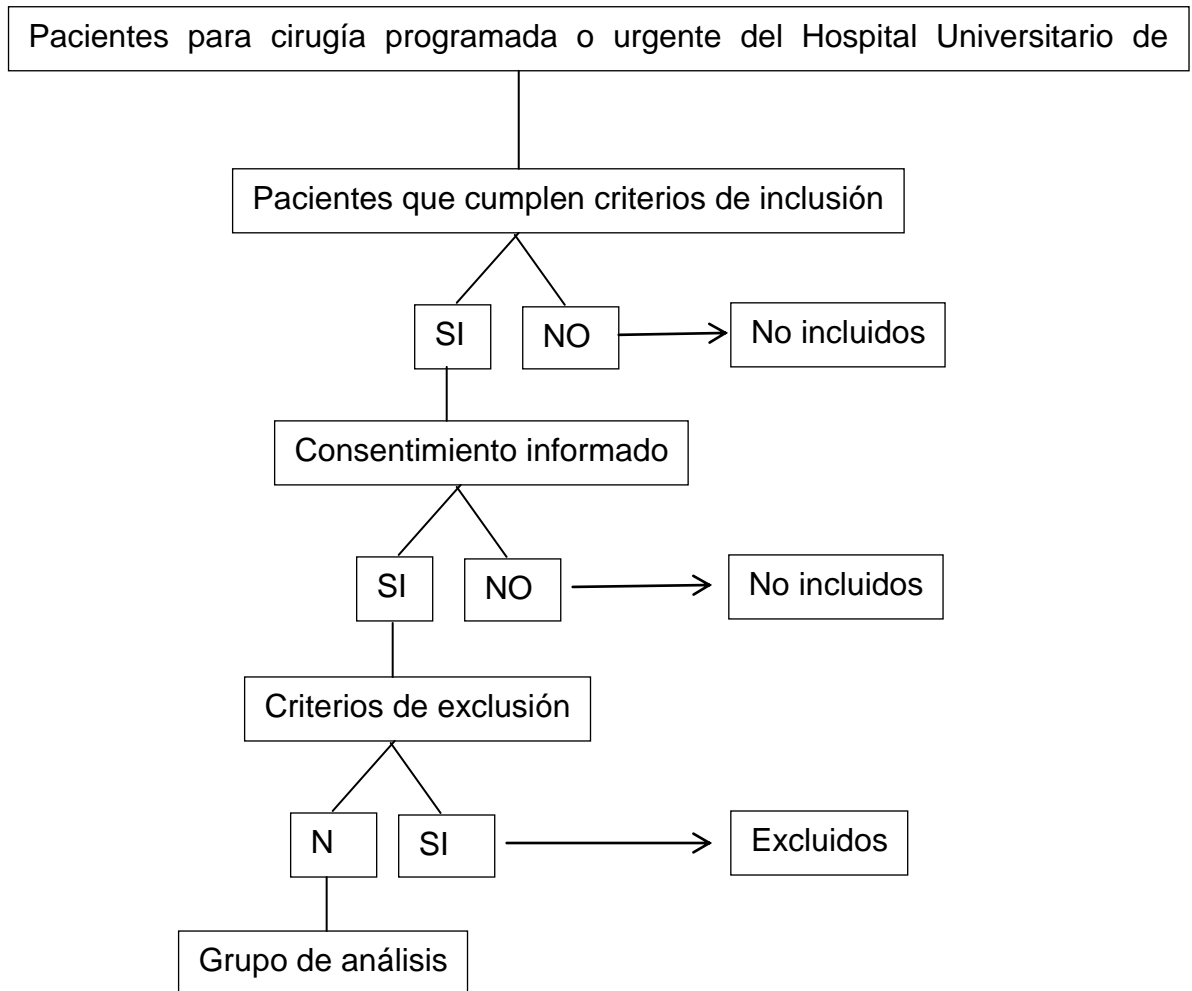 Pacientes para cirugía programada o urgente del Hospital Universitario de
Pacientes que cumplen criterios de inclusión
SI
NO
No incluidos
Consentimiento informado
SI
NO
No incluidos
Criterios de exclusión
N
SI
Excluidos
Grupo de análisis